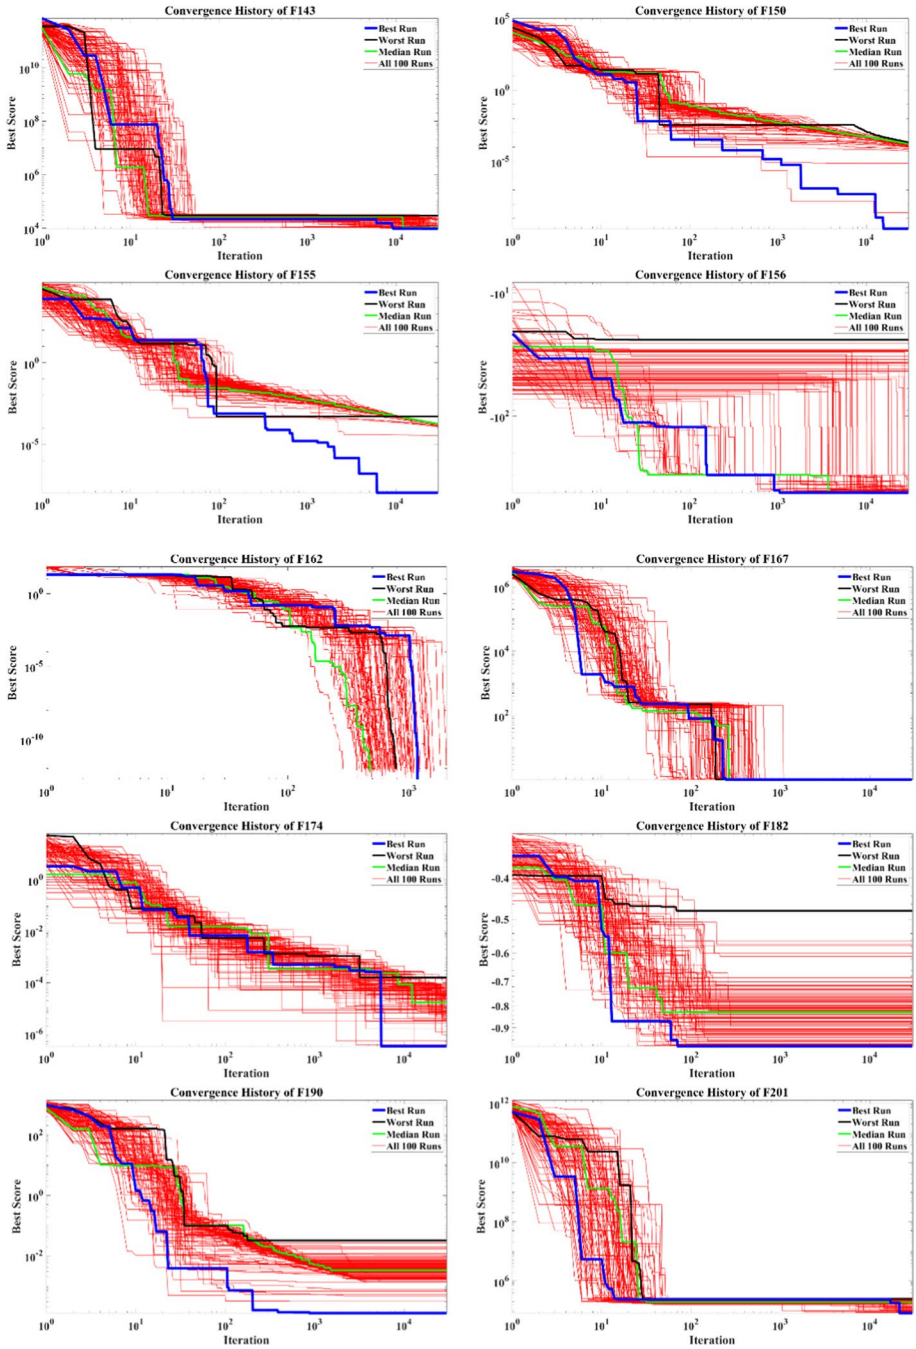 Convergence History of F143
Best Run
Worst Run
Median Run
All 100 Runs
10^10
10^8
10^6
10^4
Best Score
10^0 10^1 10^2 10^3 10^4
Iteration
Convergence History of F150
Best Run
Worst Run
Median Run
All 100 Runs
10^5
10^0
10^-5
Best Score
10^0 10^1 10^2 10^3 10^4
Iteration
Convergence History of F155
Best Run
Worst Run
Median Run
All 100 Runs
10^0
10^-5
Best Score
10^0 10^1 10^2 10^3 10^4
Iteration
Convergence History of F156
Best Run
Worst Run
Median Run
All 100 Runs
-10^1
-10^2
Best Score
10^0 10^1 10^2 10^3 10^4
Iteration
Convergence History of F162
Best Run
Worst Run
Median Run
All 100 Runs
10^0
10^-5
10^-10
Best Score
10^1 10^2 10^3
Iteration
Convergence History of F167
Best Run
Worst Run
Median Run
All 100 Runs
10^6
10^4
10^2
Best Score
10^0 10^1 10^2 10^3 10^4
Iteration
Convergence History of F174
Best Run
Worst Run
Median Run
All 100 Runs
10^0
10^-2
10^-4
10^-6
Best Score
10^0 10^1 10^2 10^3 10^4
Iteration
Convergence History of F182
Best Run
Worst Run
Median Run
All 100 Runs
-0.4
-0.5
-0.6
-0.7
-0.8
-0.9
Best Score
10^0 10^1 10^2 10^3 10^4
Iteration
Convergence History of F190
Best Run
Worst Run
Median Run
All 100 Runs
10^2
10^0
10^-2
Best Score
10^0 10^1 10^2 10^3 10^4
Iteration
Convergence History of F201
Best Run
Worst Run
Median Run
All 100 Runs
10^12
10^10
10^8
10^6
Best Score
10^0 10^1 10^2 10^3 10^4
Iteration